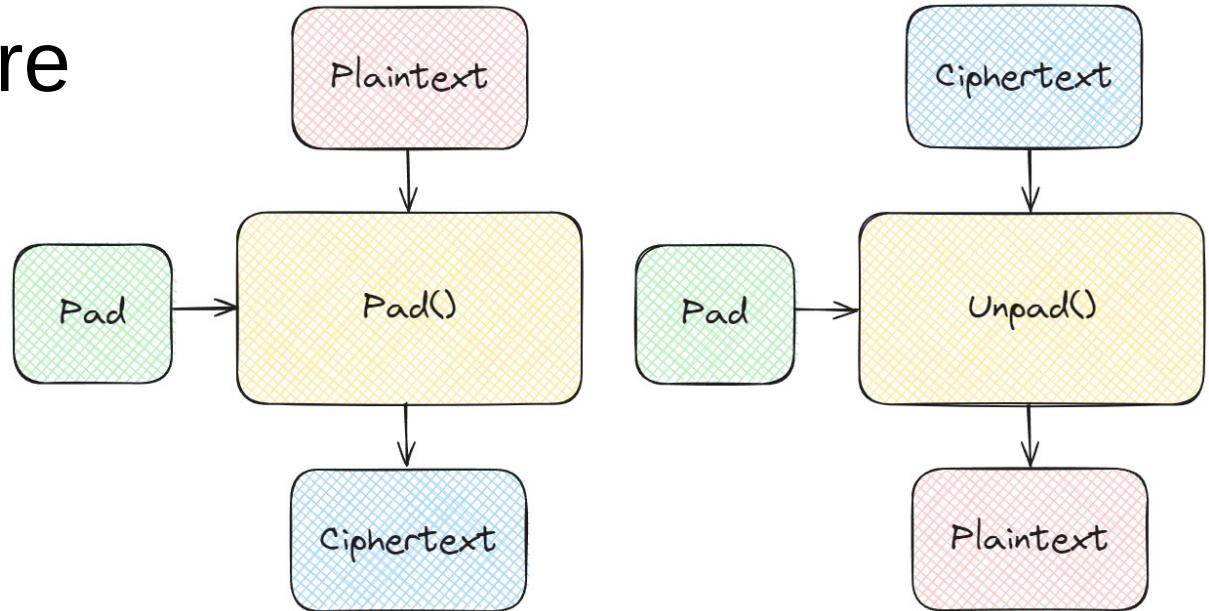 re
Plaintext
Ciphertext
Pad
Pad()
Pad
Unpad()
Ciphertext
Plaintext